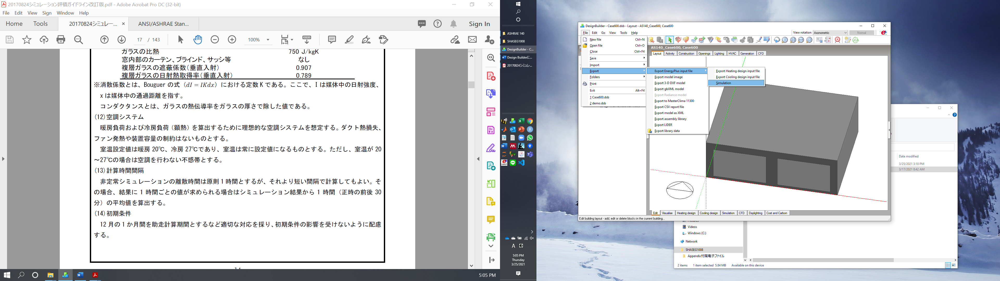 20170824シミュレーション評価ガイドライン改訂版.pdf - Adobe Acrobat Pro DC (32-bit)
File Edit View Sign Window Help
Home Tools 20170824シミュレー... × ANSI/ASHRAE Stan... Sign In
17 / 143 100%
ガラスの比熱 750 J/kgK
窓内部のカーテン、ブラインド、サッシ等 なし
複層ガラスの遮蔽係数(垂直入射) 0.907
複層ガラスの日射熱取得率(垂直入射) 0.789
※消散係数とは、Bouguer の式（dI = IKdx）における定数 K である。ここで、I は媒体中の日射強度、
x は媒体中の通過距離を指す。
コンダクタンスとは、ガラスの熱伝導率をガラスの厚さで除した値である。
(12)空調システム
暖房負荷および冷房負荷（顕熱）を算出するために理想的な空調システムを想定する。ダクト熱損失、
ファン発熱や装置容量の制約はないものとする。
室温設定値は暖房 20℃、冷房 27℃であり、室温は常に設定値になるものとする。ただし、室温が 20
～27℃の場合は空調を行わない不感帯とする。
(13)計算時間間隔
非定常シミュレーションの離散時間は原則 1 時間とするが、それより短い間隔で計算してもよい。そ
の場合、結果に 1 時間ごとの値が求められる場合はシミュレーション結果から 1 時間（正時の前後 30
分）の平均値を算出する。
(14)初期条件
12 月の 1 か月間を助走計算期間とするなど適切な対応を採り、初期条件の影響を受けないように配慮
する。
5:05 PM
ASHRAE 140
SHASEG1008
DesignBuilder - C...
Design Builderに...
20170824シミュレ...
A
5:05 PM
Thursday
3/25/2021
DesignBuilder - Case600.dsb - Layout - AS140_Case600, Case600
File Edit Go View Tools Help
View rotation Axonometric Normal
New file Ctrl+N
Open file Ctrl+O
Close Ctrl+F4
Save
Import
Export
Folders
Print
Exit Alt+F4
1 Case600.dsb
2 demo.dsb
Export EnergyPlus input file
Export model image
Export 3-D DXF model
Export gbXML model
Export Radiance model
Export to MasterClima 11300
Export CSV report file
Export model as XML
Export assembly library
Export LIDER
Export library data
Export Heating design input file
Export Cooling design input file
Simulation
AS140_Case600, Case600
Layout Activity Construction Openings Lighting HVAC Generation CFD
Edit Visualise Heating design Cooling design Simulation CFD Daylighting Cost and Carbon
Edit building layout - add, edit or delete blocks in the current building...
Date modified
3/25/2021 3:18 PM
3/17/2021 8:42 AM
Pictures
Videos
Windows (C:)
Network
SHASEG1008
Appendix付属電子ファイル
2 items 1 item selected 5.84 MB Available on this device